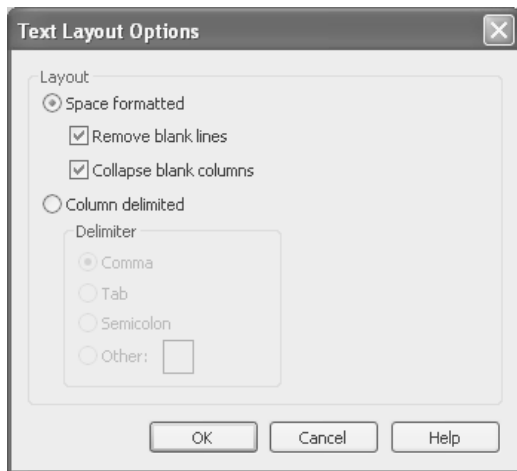 Text Layout Options
Layout
Space formatted
Remove blank lines
Collapse blank columns
Column delimited
Delimiter
Comma
Tab
Semicolon
Other:
OK Cancel Help